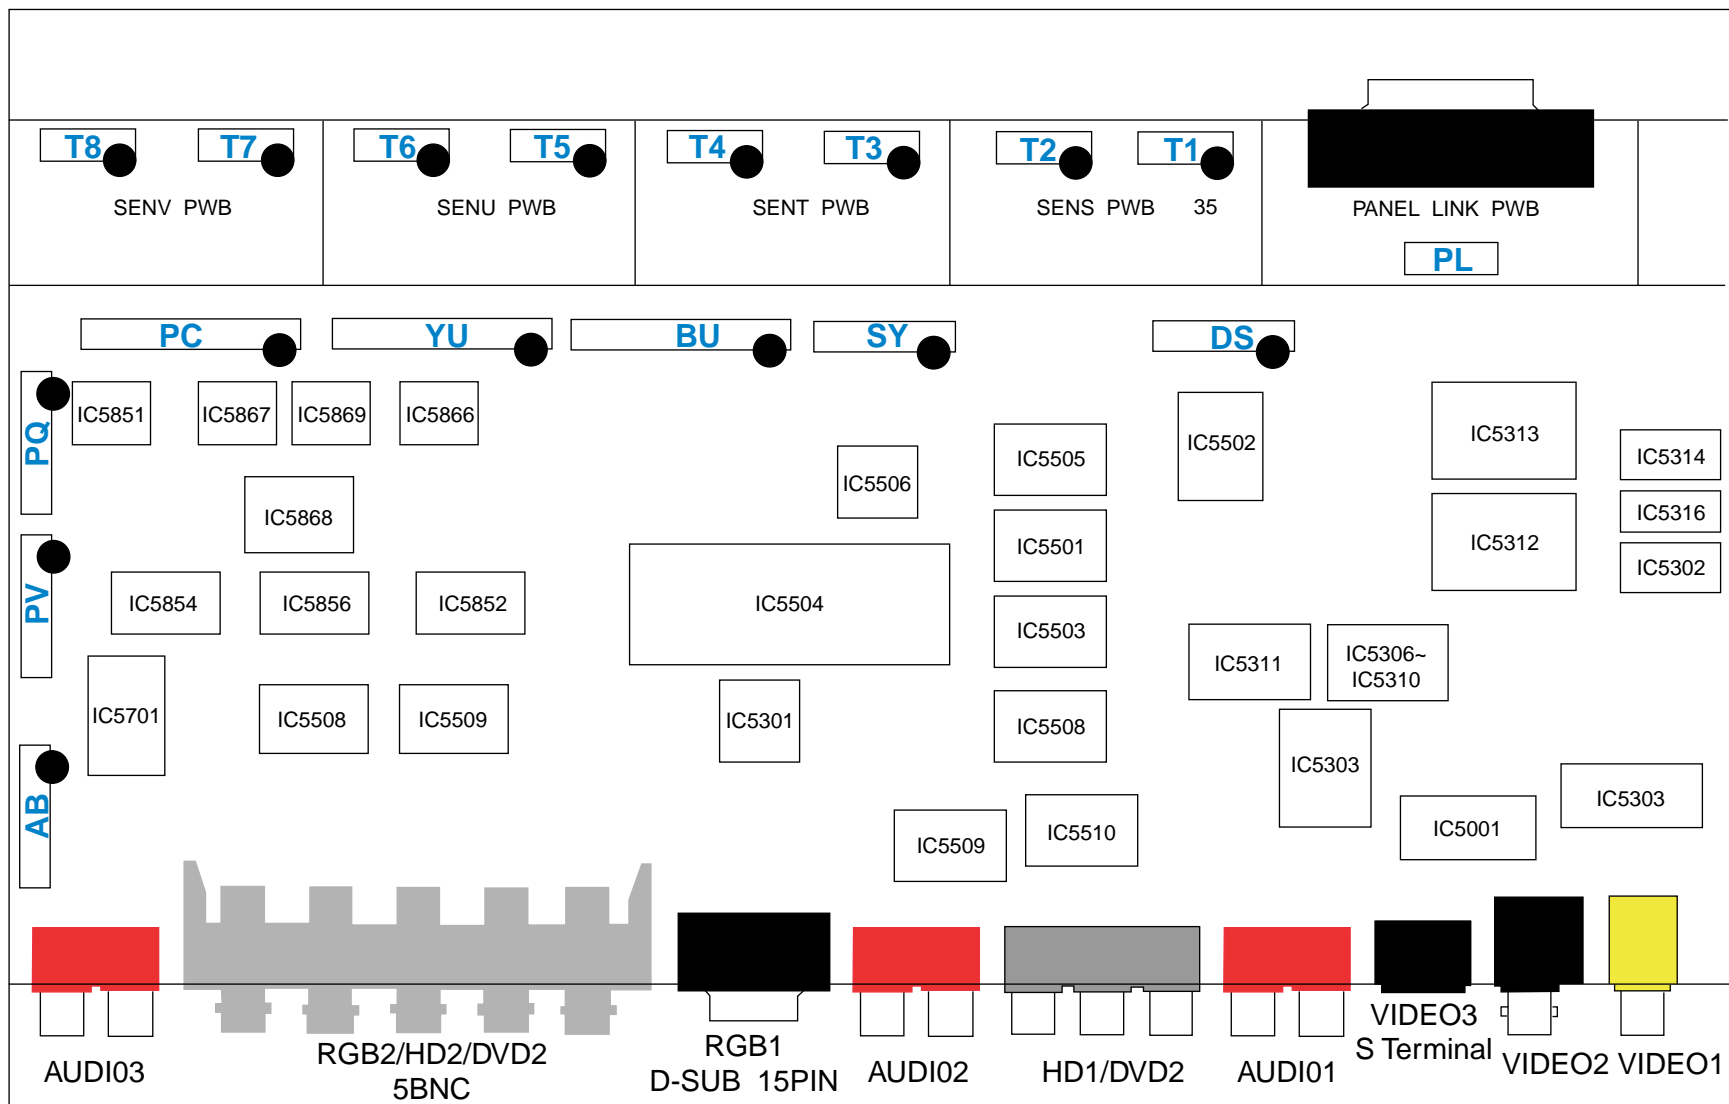 T8 T7 T6 T5 T4 T3 T2 T1
SENV PWB SENU PWB SENT PWB SENS PWB 35 PANEL LINK PWB
PL
PC YU BU SY DS
PQ IC5851 IC5867 IC5869 IC5866 IC5502 IC5313
IC5505 IC5314
IC5506
IC5868 IC5316
IC5501 IC5312
IC5302
PV IC5854 IC5856 IC5852 IC5504
IC5503
IC5311 IC5306~
IC5310
IC5701 IC5508 IC5509 IC5301 IC5508
IC5303
AB IC5303
IC5509 IC5510 IC5001
AUDI03
RGB2/HD2/DVD2
5BNC
RGB1
D-SUB 15PIN
AUDI02
HD1/DVD2
AUDI01
VIDEO3
S Terminal
VIDEO2 VIDEO1